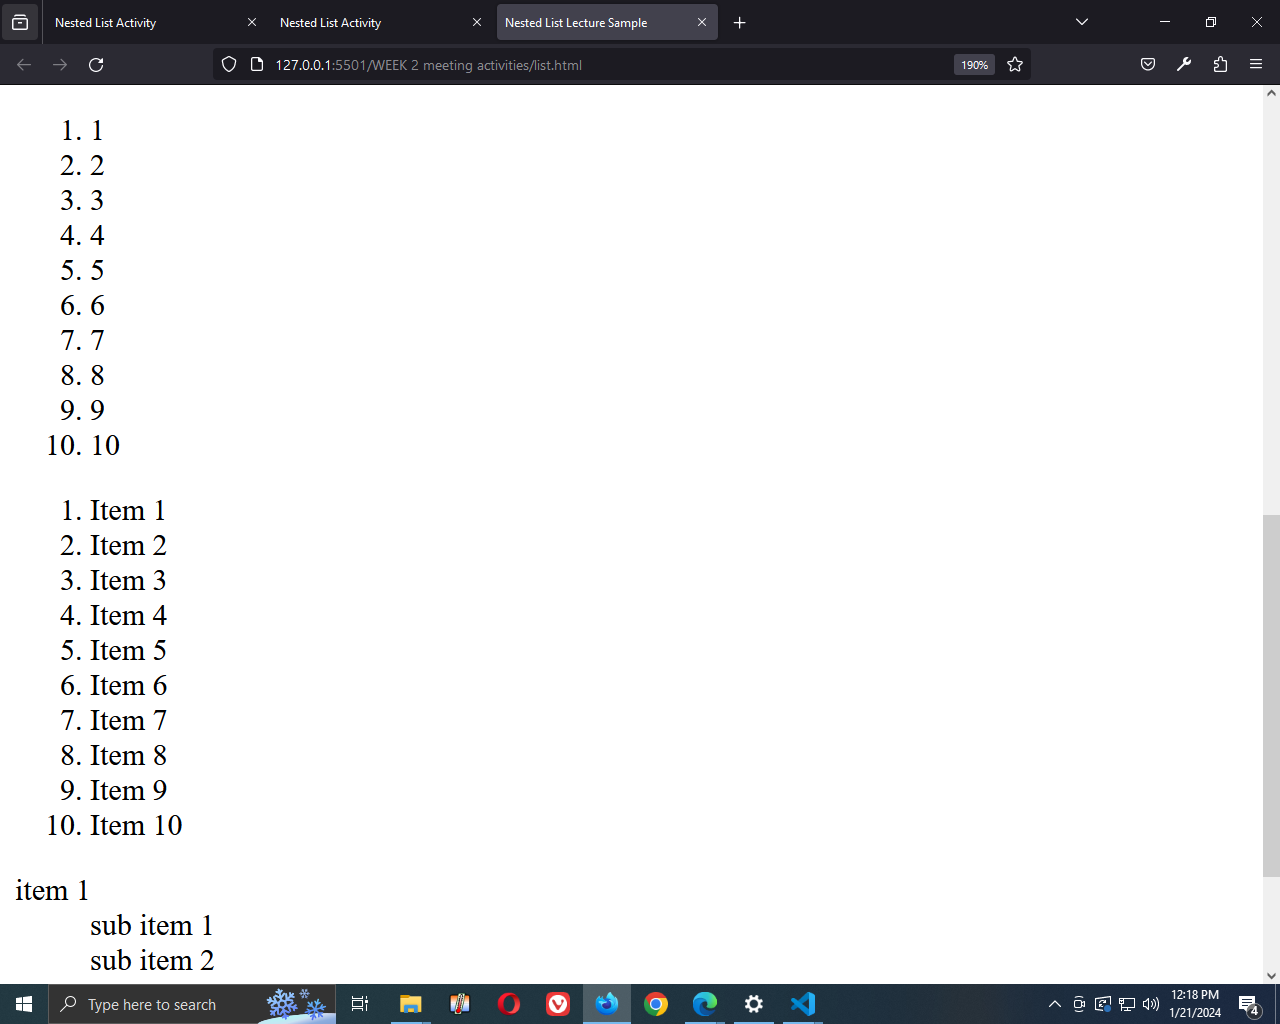 Nested List Activity
Nested List Activity
Nested List Lecture Sample
127.0.0.1:5501/WEEK 2 meeting activities/list.html
190%
1. 1
2. 2
3. 3
4. 4
5. 5
6. 6
7. 7
8. 8
9. 9
10. 10
1. Item 1
2. Item 2
3. Item 3
4. Item 4
5. Item 5
6. Item 6
7. Item 7
8. Item 8
9. Item 9
10. Item 10
item 1
sub item 1
sub item 2
Type here to search
12:18 PM
1/21/2024
4